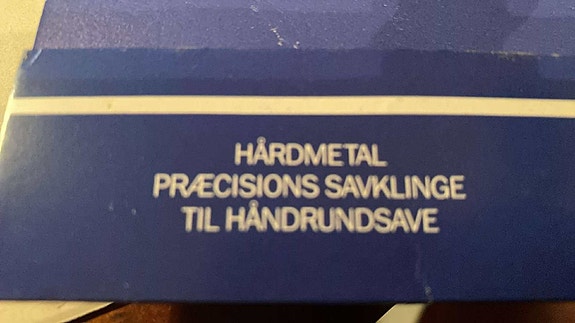 HÅRDMETAL
PRÆCISIONS SAVKLINGE
TIL HÅNDRUNDSAVE